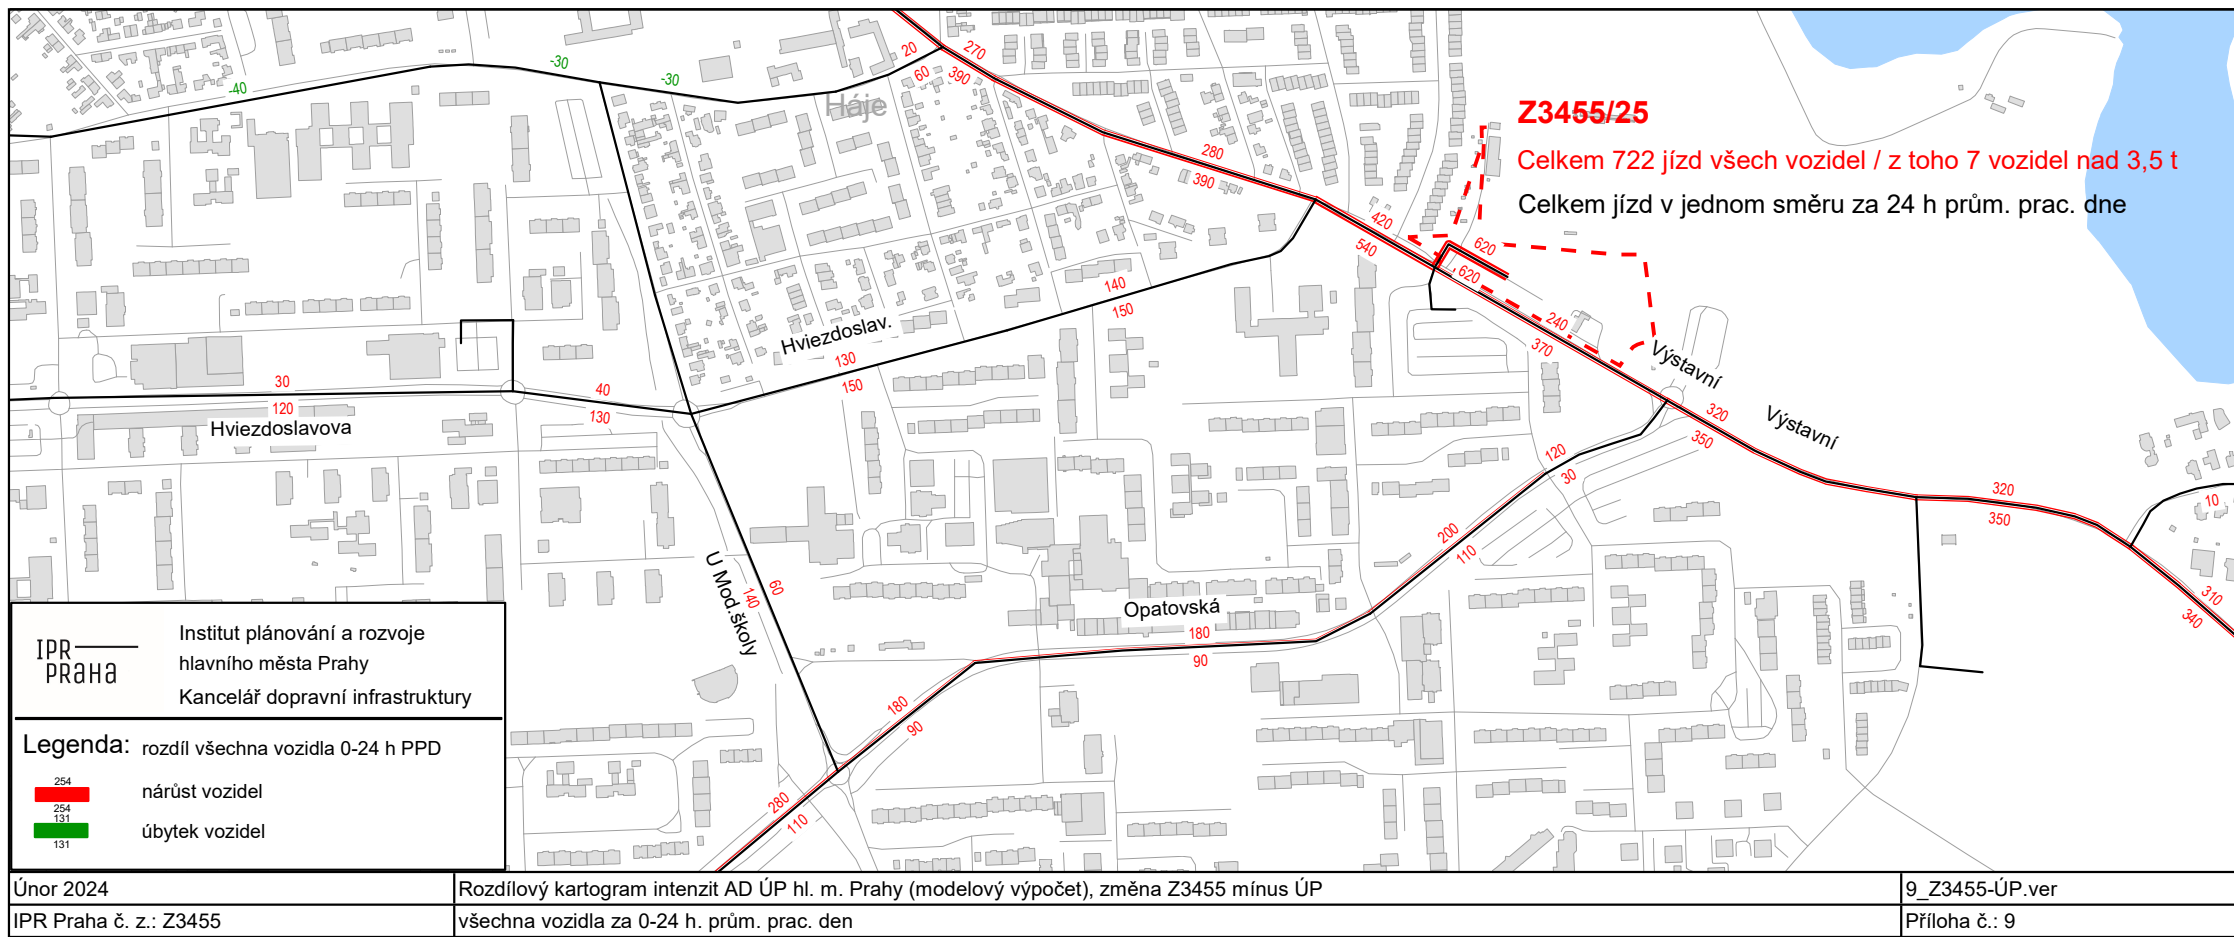 20
270
-30
-30
60
390
-40
Háje
Z3455/25
Celkem 722 jízd všech vozidel / z toho 7 vozidel nad 3,5 t
Celkem jízd v jednom směru za 24 h prům. prac. dne
280
390
420
540
620
620
140
150
Hviezdoslav.
130
150
240
370
Výstavní
Výstavní
30
120
40
130
Hviezdoslavova
320
350
120
30
320
350
10
200
110
U Mod.školy
60
140
Opatovská
180
90
310
340
180
90
280
110
IPR
PRAHA
Institut plánování a rozvoje
hlavního města Prahy
Kancelář dopravní infrastruktury
Legenda: rozdíl všechna vozidla 0-24 h PPD
254
254
nárůst vozidel
131
131
úbytek vozidel
Únor 2024
Rozdílový kartogram intenzit AD ÚP hl. m. Prahy (modelový výpočet), změna Z3455 mínus ÚP
9_Z3455-ÚP.ver
IPR Praha č. z.: Z3455
všechna vozidla za 0-24 h. prům. prac. den
Příloha č.: 9